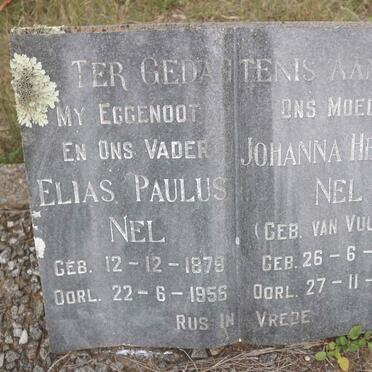 TER GEDAGTENIS AAN
MY EGGENOOT
EN ONS VADER
ELIAS PAULUS
NEL
GEB. 12-12-1879
OORL. 22-6-1956
ONS MOED
JOHANNA HE
NEL
(GEB. VAN VUU
GEB. 26-6-
OORL. 27-11-
RUS IN VREDE